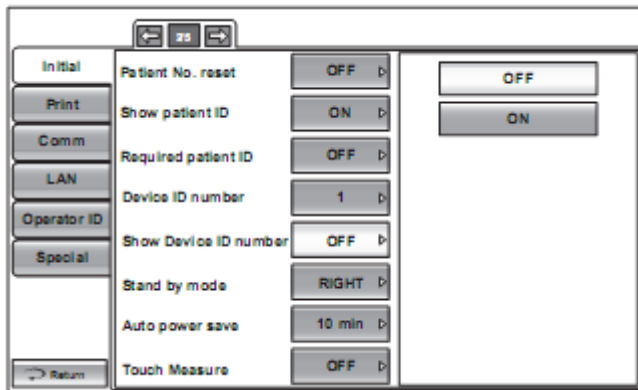 25
Initial
Print
Comm
LAN
Operator ID
Special
Return
Patient No. reset OFF
Show patient ID ON
Required patient ID OFF
Device ID number 1
Show Device ID number OFF
Stand by mode RIGHT
Auto power save 10 min
Touch Measure OFF
OFF
ON